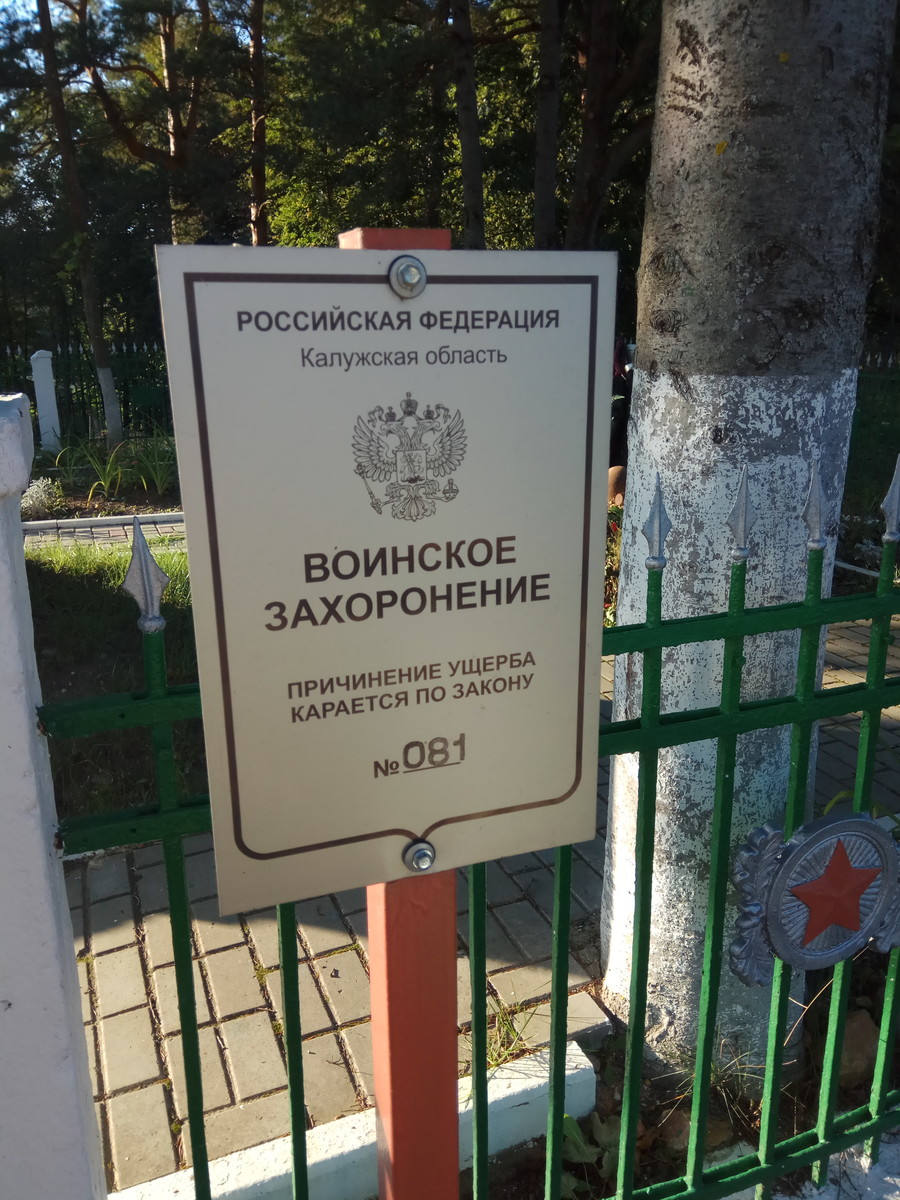 РОССИЙСКАЯ ФЕДЕРАЦИЯ
Калужская область
ВОИНСКОЕ
ЗАХОРОНЕНИЕ
ПРИЧИНЕНИЕ УЩЕРБА
КАРАЕТСЯ ПО ЗАКОНУ
№081